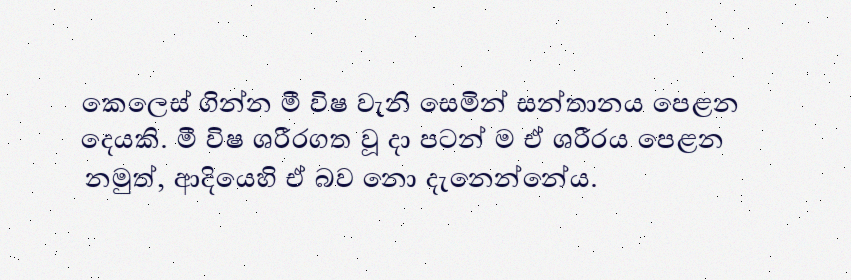 කෙලෙස් ගින්න මී විෂ වැනි සෙමින් සන්තානය පෙළන
දෙයකි. මී විෂ ශරීරගත වූ දා පටන් ම ඒ ශරීරය පෙළන
නමුත්, ආදියෙහි ඒ බව නො දැනෙන්නේය.